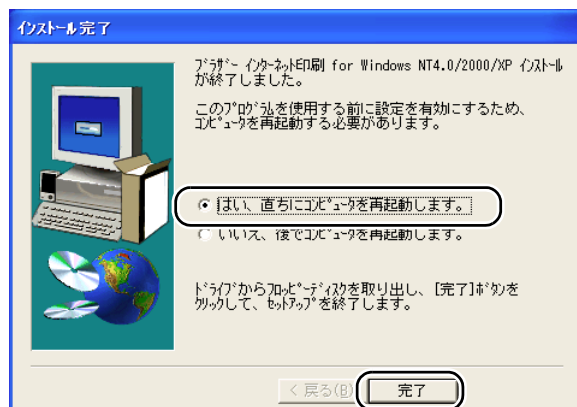 インストール完了
ブラザー インターネット印刷 for Windows NT4.0/2000/XP インストール
が終了しました。
このプログラムを使用する前に設定を有効にするため、
コンピュータを再起動する必要があります。
はい、直ちにコンピュータを再起動します。
いいえ、後でコンピュータを再起動します。
ドライブからフロッピーディスクを取り出し、[完了]ボタンを
クリックして、セットアップを終了します。
< 戻る(B)
完了